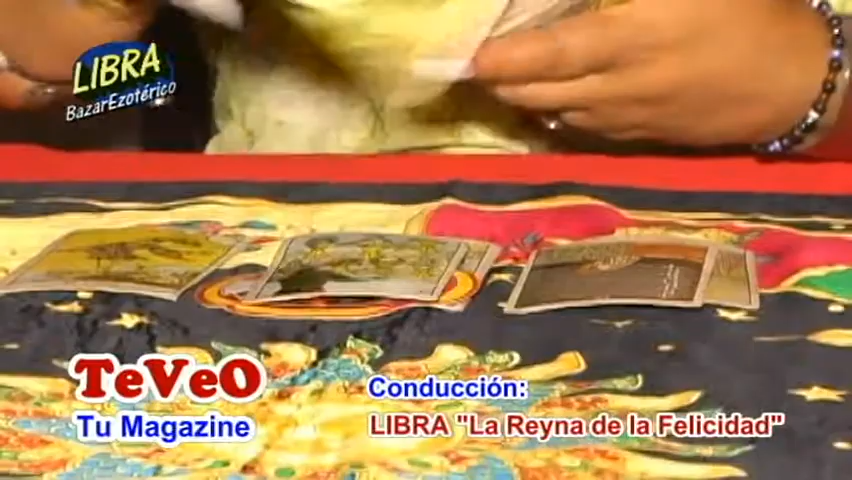 LIBRA
BazarEzotérico
TeVeO
Tu MAGazine
Conducción:
LIBRA "La Reyna de la Felicidad"